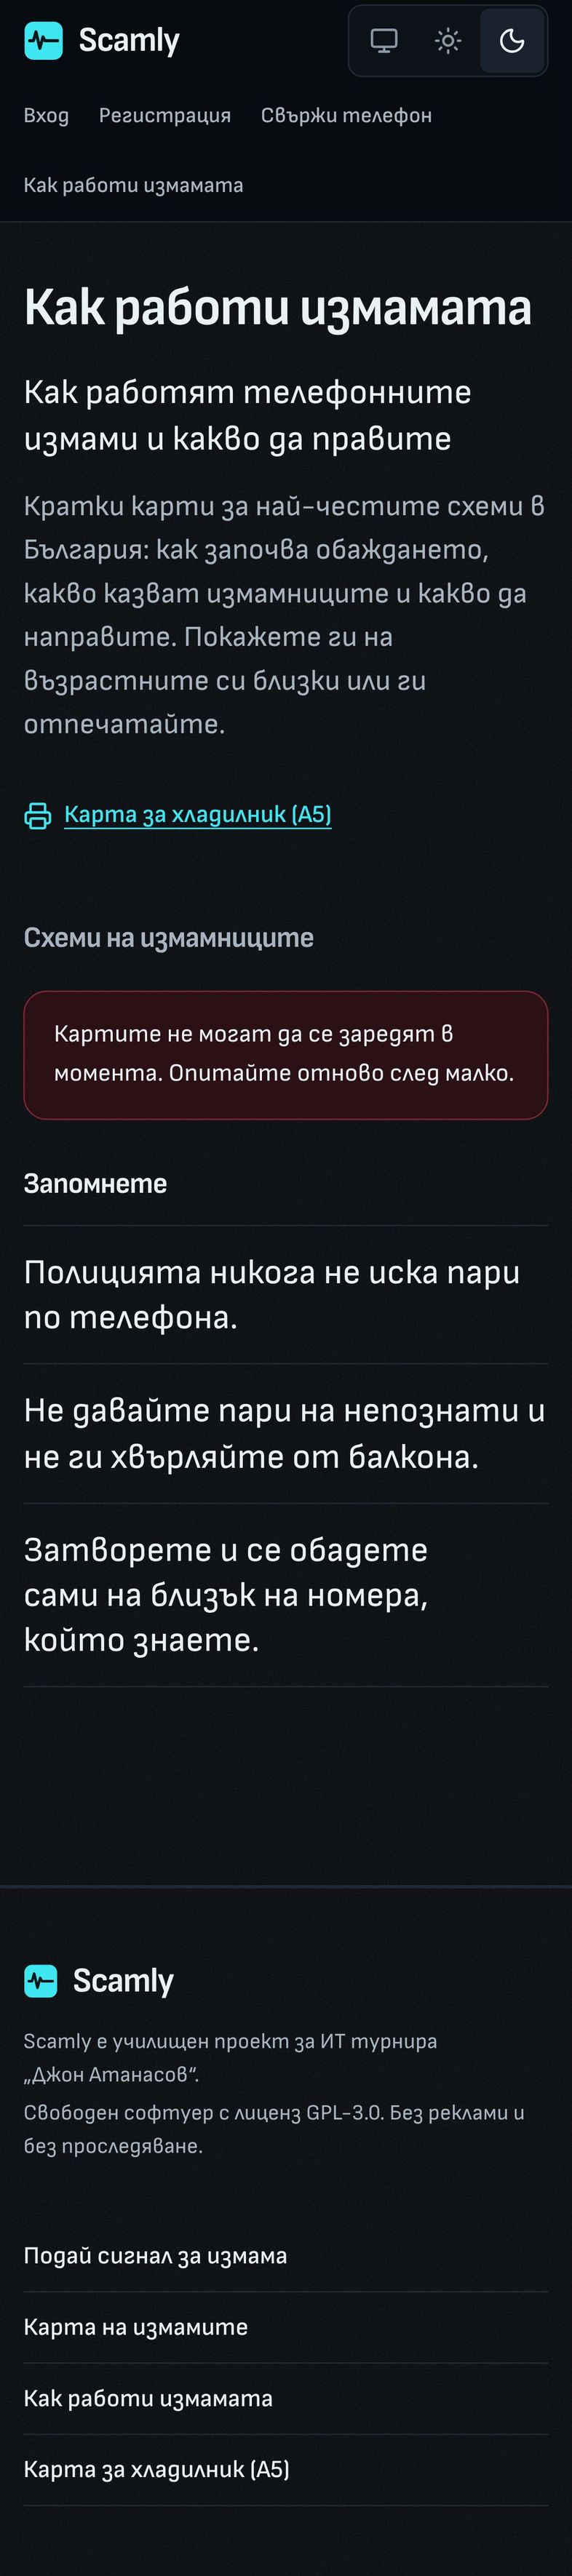 Scamly
Вход Регистрация Свържи телефон
Как работи измамата
Как работи измамата
Как работят телефонните
измами и какво да правите
Кратки карти за най-честите схеми в
България: как започва обаждането,
какво казват измамниците и какво да
направите. Покажете ги на
възрастните си близки или ги
отпечатайте.
Карта за хладилник (A5)
Схеми на измамниците
Картите не могат да се заредят в
момента. Опитайте отново след малко.
Запомнете
Полицията никога не иска пари
по телефона.
Не давайте пари на непознати и
не ги хвърляйте от балкона.
Затворете и се обадете
сами на близък на номера,
който знаете.
Scamly
Scamly е училищен проект за ИТ турнира
„Джон Атанасов“.
Свободен софтуер с лиценз GPL-3.0. Без реклами и
без проследяване.
Подай сигнал за измама
Карта на измамите
Как работи измамата
Карта за хладилник (A5)